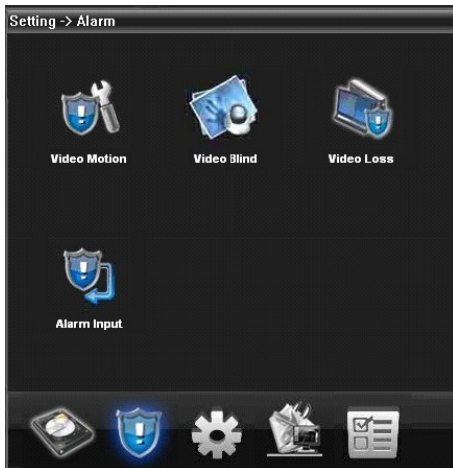 Setting -> Alarm
Video Motion
Video Blind
Video Loss
Alarm Input